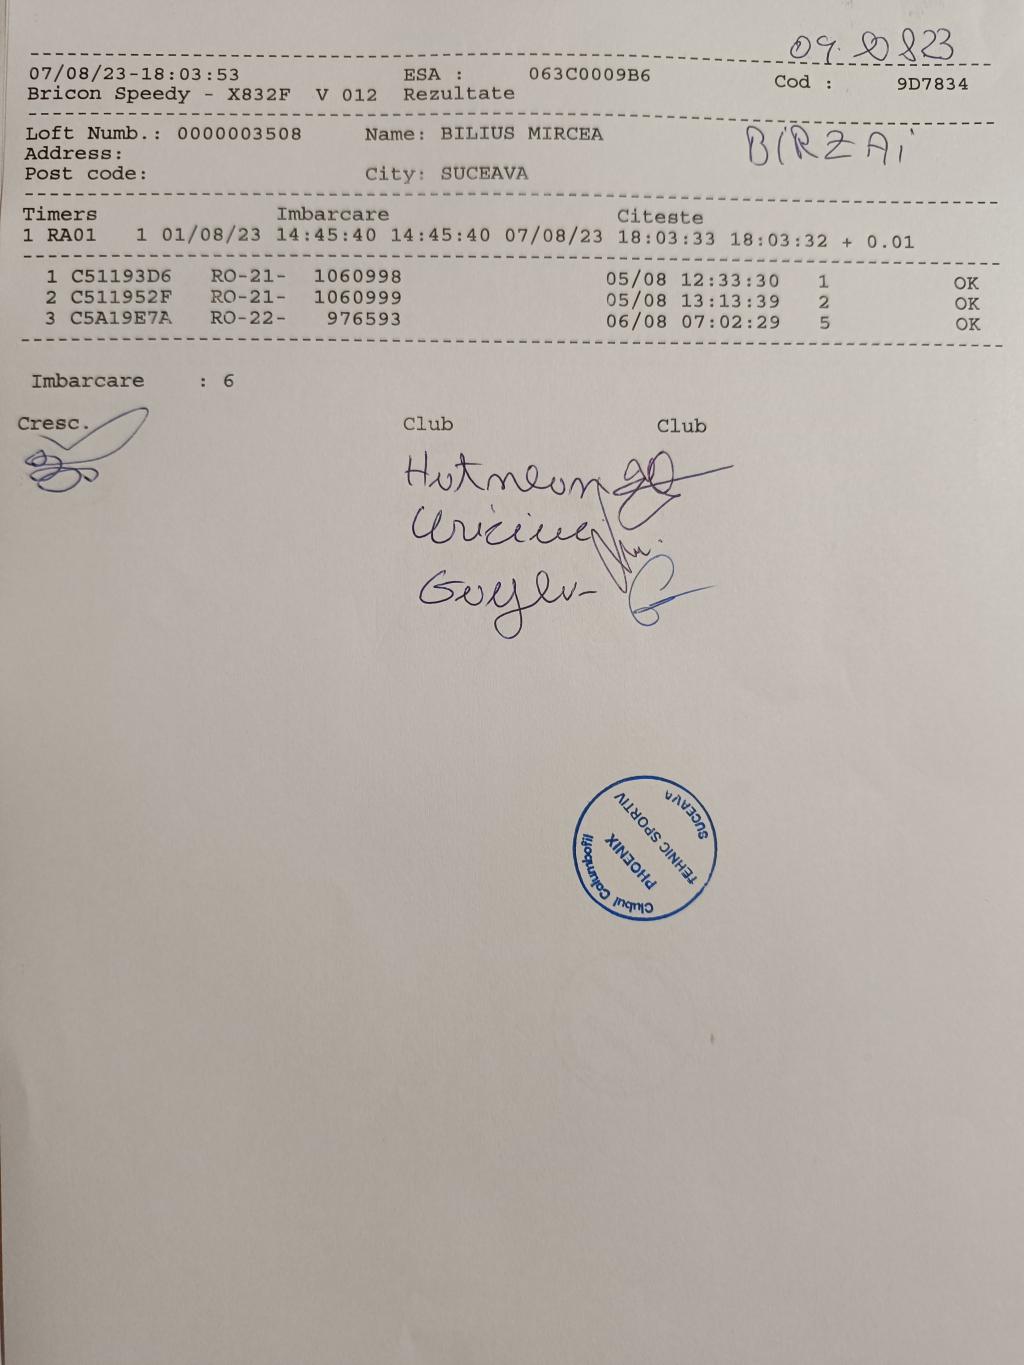 07/08/23-18:03:53 ESA : 063C0009B6 Cod : 9D7834
Bricon Speedy - X832F V 012 Rezultate
Loft Numb.: 0000003508 Name: BILIUS MIRCEA BIRZAI
Address:
Post code: City: SUCEAVA
Timers Imbarcare Citeste
1 RA01 1 01/08/23 14:45:40 14:45:40 07/08/23 18:03:33 18:03:32 + 0.01
1 C51193D6 RO-21- 1060998 05/08 12:33:30 1 OK
2 C511952F RO-21- 1060999 05/08 13:13:39 2 OK
3 C5A19E7A RO-22- 976593 06/08 07:02:29 5 OK
Imbarcare : 6
Cresc. Club Club
Clubul Columbofil
PHOENIX
TEHNIC SPORTIV
SUCEAVA